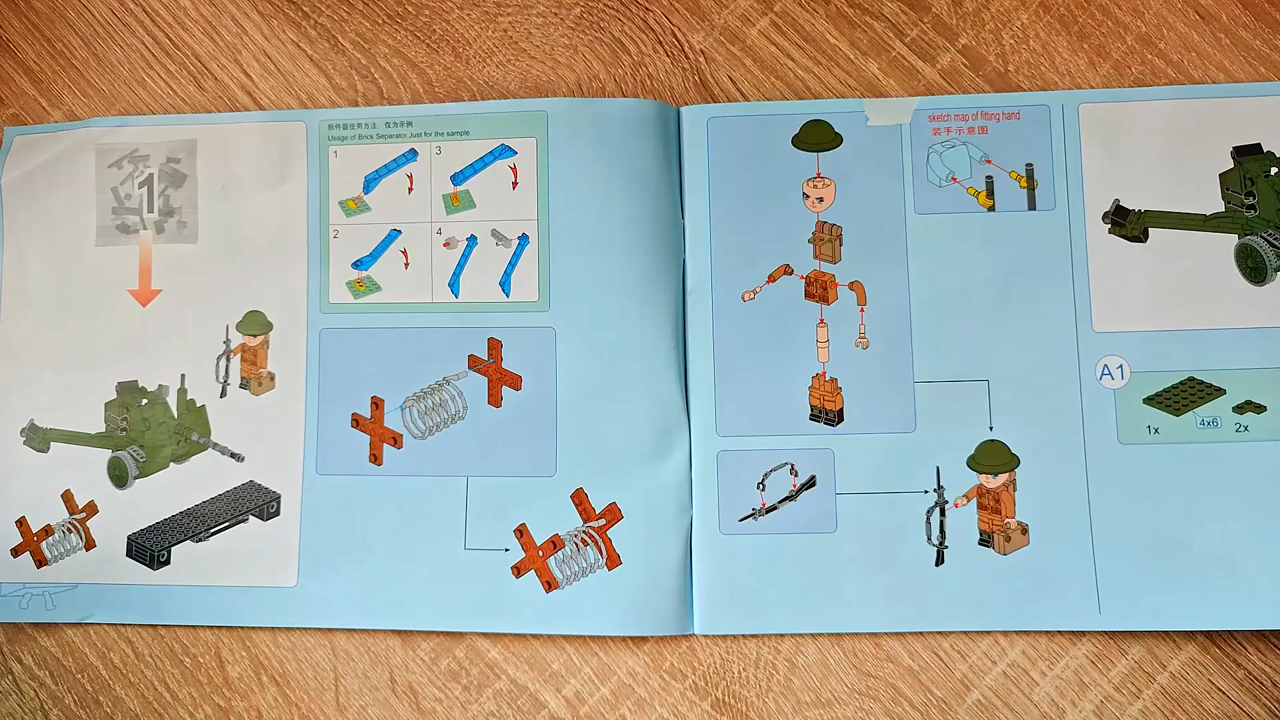 1
拆件器使用方法，仅为示例
Usage of Brick Separator,Just for the sample
1
3
2
4
sketch map of fitting hand
装手示意图
A1
1x
4x6
2x